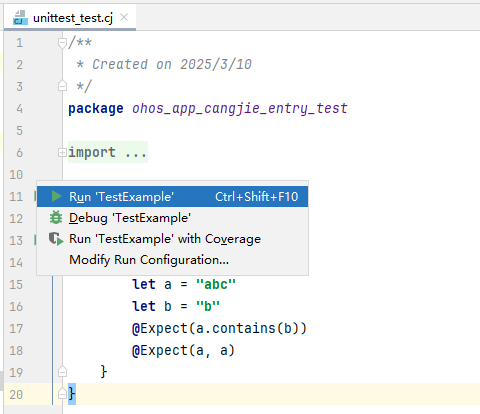 unittest_test.cj
1 /**
2  * Created on 2025/3/10
3  */
4 package ohos_app_cangjie_entry_test
5
6 import ...
10
11 Run 'TestExample' Ctrl+Shift+F10
12 Debug 'TestExample'
13 Run 'TestExample' with Coverage
14 Modify Run Configuration...
15 let a = "abc"
16 let b = "b"
17 @Expect(a.contains(b))
18 @Expect(a, a)
19 }
20 }